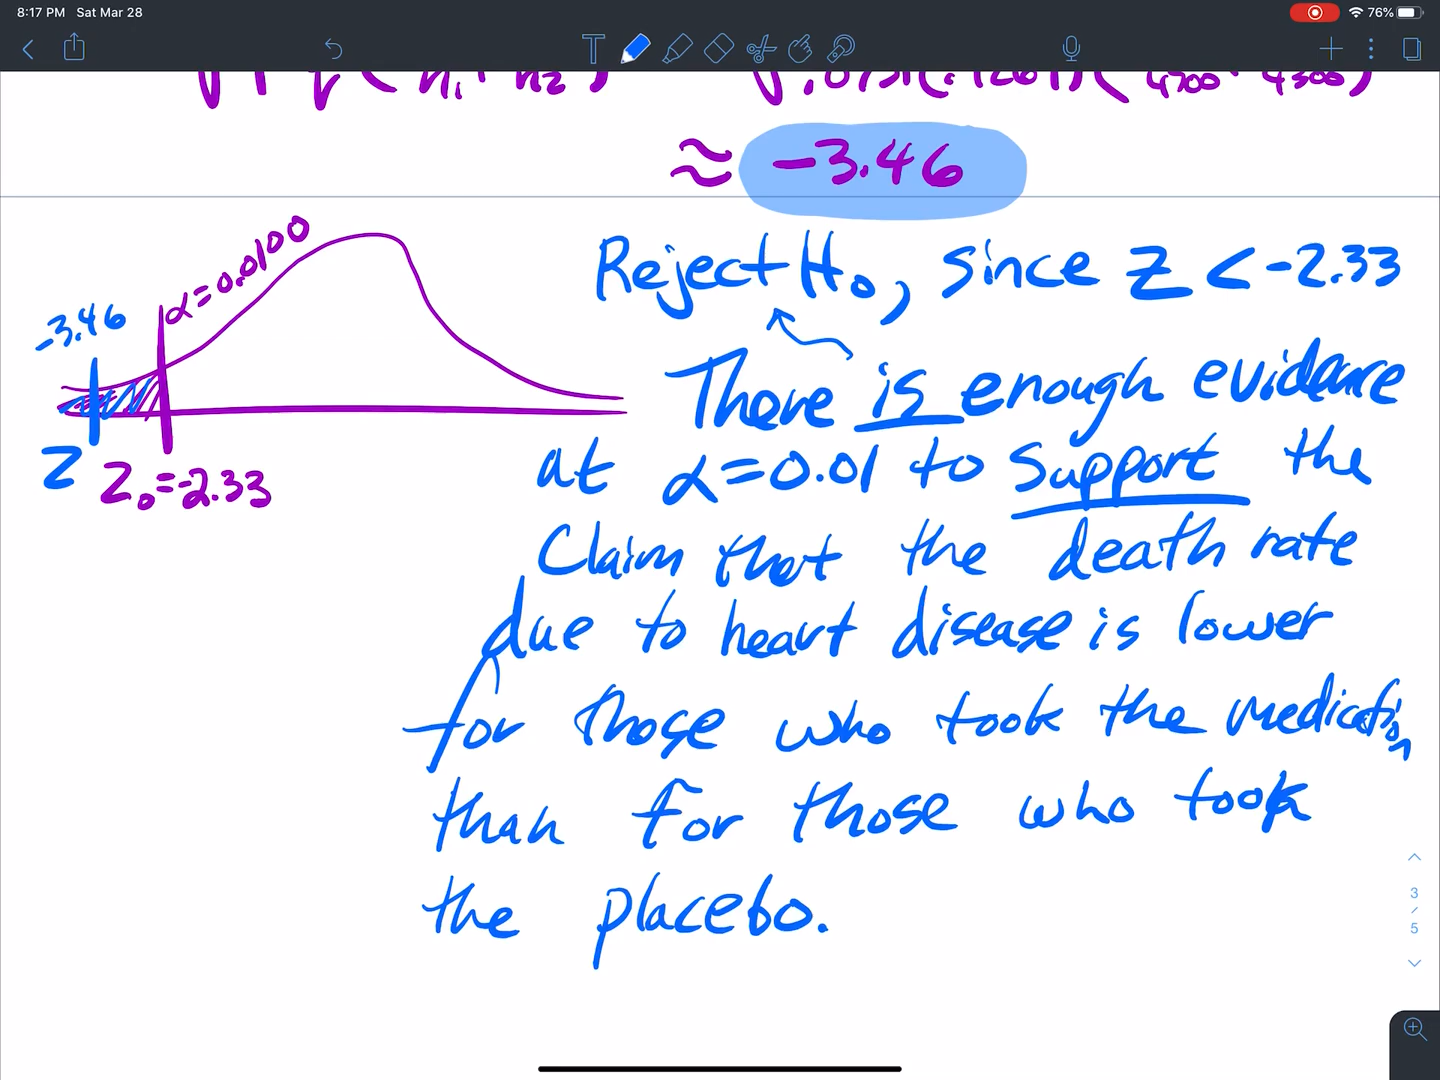 8:17 PM Sat Mar 28
76%
T
≈ -3.46
α=0.0100
-3.46
Z
Z₀=-2.33
Reject H₀, since Z < -2.33
There is enough evidence
at α=0.01 to support the
Claim that the death rate
due to heart disease is lower
for those who took the medication
than for those who took
the placebo.
3
/
5